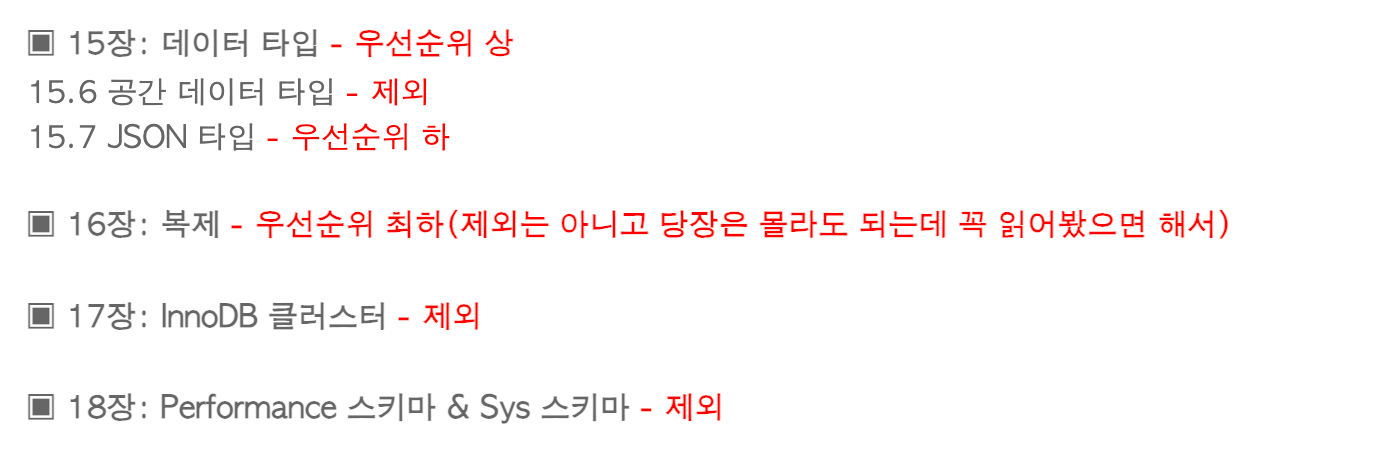 ▣ 15장: 데이터 타입 - 우선순위 상
15.6 공간 데이터 타입 - 제외
15.7 JSON 타입 - 우선순위 하
▣ 16장: 복제 - 우선순위 최하(제외는 아니고 당장은 몰라도 되는데 꼭 읽어봤으면 해서)
▣ 17장: InnoDB 클러스터 - 제외
▣ 18장: Performance 스키마 & Sys 스키마 - 제외